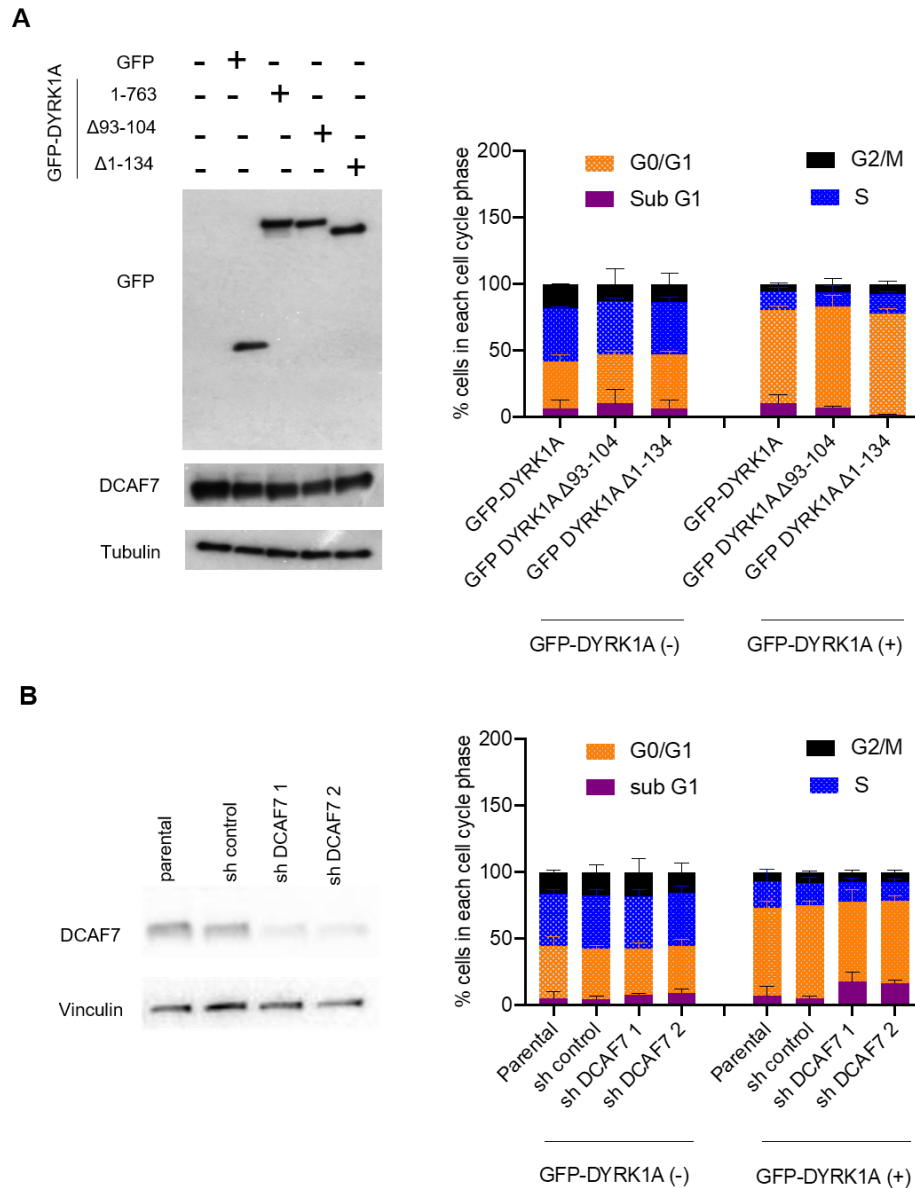 A
GFP - + - - -
GFP-DYRK1A
1-763 - - + - -
Δ93-104 - - - + -
Δ1-134 - - - - +
GFP
DCAF7
Tubulin
% cells in each cell cycle phase
200
150
100
50
0
G0/G1
G2/M
Sub G1
S
GFP-DYRK1A
GFP DYRK1A Δ93-104
GFP DYRK1A Δ1-134
GFP-DYRK1A
GFP DYRK1A Δ93-104
GFP DYRK1A Δ1-134
GFP-DYRK1A (-)
GFP-DYRK1A (+)
B
parental
sh control
sh DCAF7 1
sh DCAF7 2
DCAF7
Vinculin
% cells in each cell cycle phase
200
150
100
50
0
G0/G1
G2/M
sub G1
S
Parental
sh control
sh DCAF7 1
sh DCAF7 2
Parental
sh control
sh DCAF7 1
sh DCAF7 2
GFP-DYRK1A (-)
GFP-DYRK1A (+)